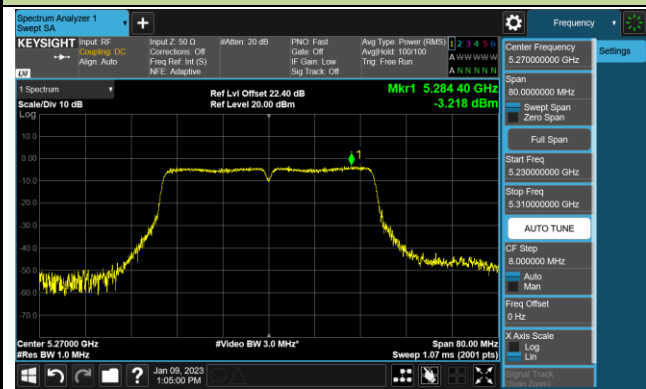 Spectrum Analyzer 1
Swept SA
Frequency
KEYSIGHT
Input: RF
Coupling: DC
Align: Auto
Input Z: 50 Ω
Corrections: Off
Freq Ref: Int (S)
NFE: Adaptive
#Atten: 20 dB
PNO: Fast
Gate: Off
IF Gain: Low
Sig Track: Off
Avg Type: Power (RMS)
Avg|Hold: 100/100
Trig: Free Run
1 2 3 4 5 6
A W W W W W
A N N N N N
LXI
1 Spectrum
Scale/Div 10 dB
Log
Ref Lvl Offset 22.40 dB
Ref Level 20.00 dBm
Mkr1 5.284 40 GHz
-3.218 dBm
10.0
0.00
-10.0
-20.0
-30.0
-40.0
-50.0
-60.0
-70.0
1
Center 5.27000 GHz
#Res BW 1.0 MHz
#Video BW 3.0 MHz*
Span 80.00 MHz
Sweep 1.07 ms (2001 pts)
Jan 09, 2023
1:05:00 PM
Center Frequency
5.270000000 GHz
Span
80.0000000 MHz
Swept Span
Zero Span
Full Span
Start Freq
5.230000000 GHz
Stop Freq
5.310000000 GHz
AUTO TUNE
CF Step
8.000000 MHz
Auto
Man
Freq Offset
0 Hz
X Axis Scale
Log
Lin
Signal Track
(Span Zoom)
Settings